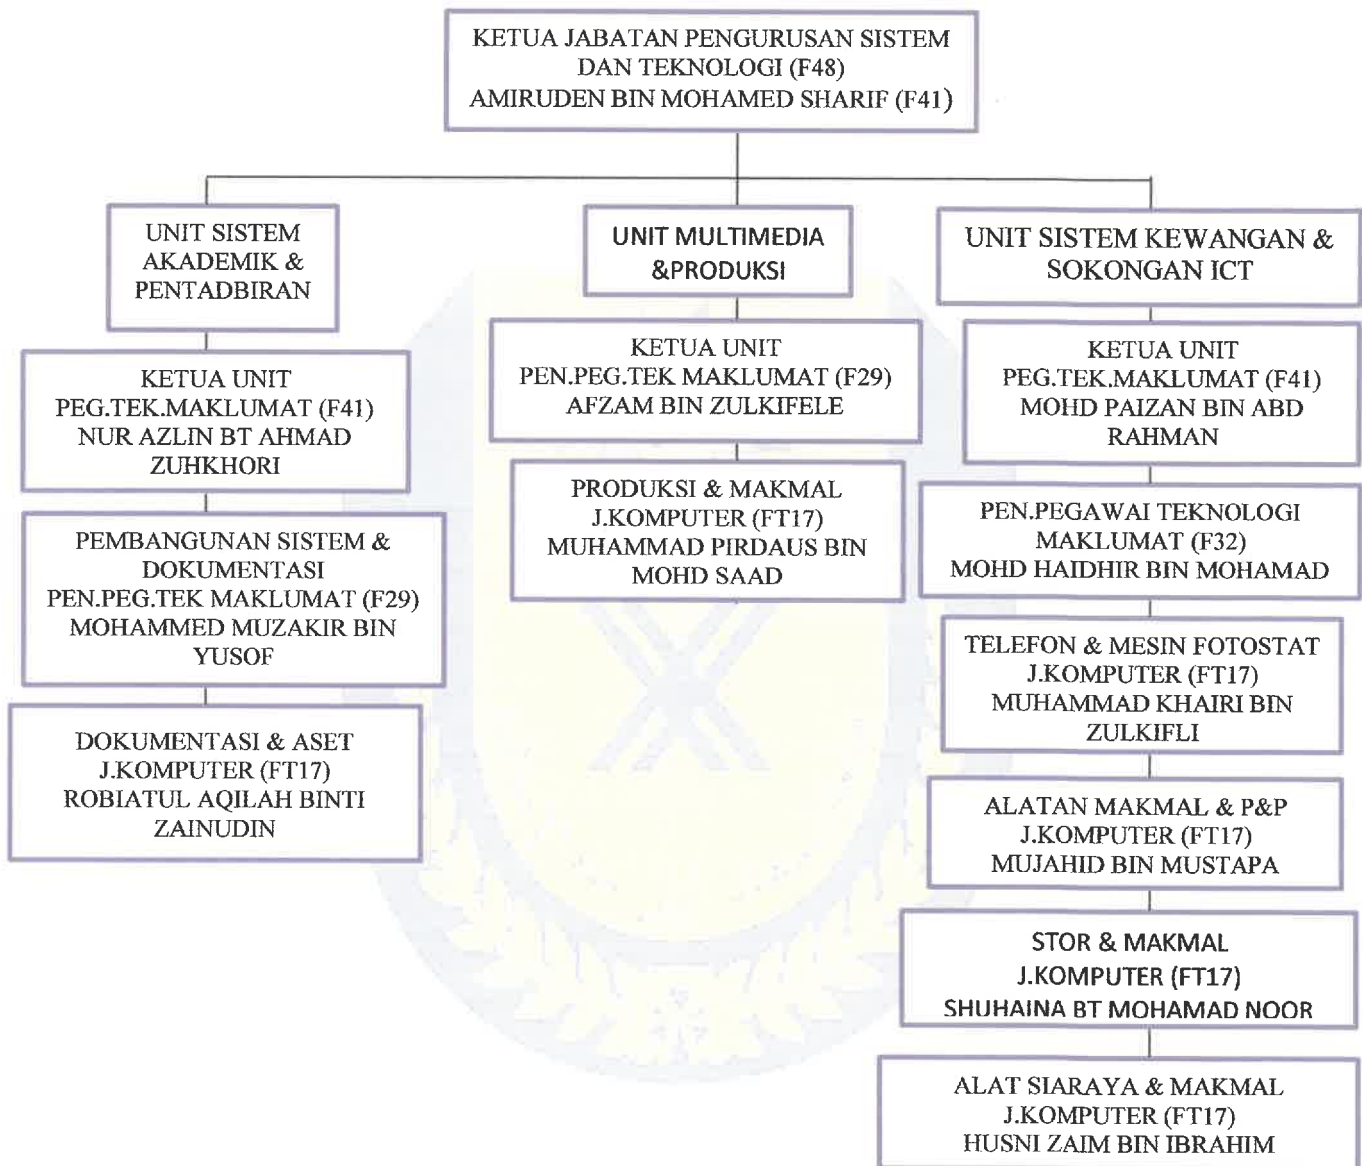 KETUA JABATAN PENGURUSAN SISTEM
DAN TEKNOLOGI (F48)
AMIRUDEN BIN MOHAMED SHARIF (F41)
UNIT SISTEM
AKADEMIK &
PENTADBIRAN
KETUA UNIT
PEG.TEK.MAKLUMAT (F41)
NUR AZLIN BT AHMAD
ZUHKHORI
PEMBANGUNAN SISTEM &
DOKUMENTASI
PEN.PEG.TEK MAKLUMAT (F29)
MOHAMMED MUZAKIR BIN
YUSOF
DOKUMENTASI & ASET
J.KOMPUTER (FT17)
ROBIATUL AQILAH BINTI
ZAINUDIN
UNIT MULTIMEDIA
&PRODUKSI
KETUA UNIT
PEN.PEG.TEK MAKLUMAT (F29)
AFZAM BIN ZULKIFELE
PRODUKSI & MAKMAL
J.KOMPUTER (FT17)
MUHAMMAD PIRDAUS BIN
MOHD SAAD
UNIT SISTEM KEWANGAN &
SOKONGAN ICT
KETUA UNIT
PEG.TEK.MAKLUMAT (F41)
MOHD PAIZAN BIN ABD
RAHMAN
PEN.PEGAWAI TEKNOLOGI
MAKLUMAT (F32)
MOHD HAIDHIR BIN MOHAMAD
TELEFON & MESIN FOTOSTAT
J.KOMPUTER (FT17)
MUHAMMAD KHAIRI BIN
ZULKIFLI
ALATAN MAKMAL & P&P
J.KOMPUTER (FT17)
MUJAHID BIN MUSTAPA
STOR & MAKMAL
J.KOMPUTER (FT17)
SHUHAINA BT MOHAMAD NOOR
ALAT SIARAYA & MAKMAL
J.KOMPUTER (FT17)
HUSNI ZAIM BIN IBRAHIM